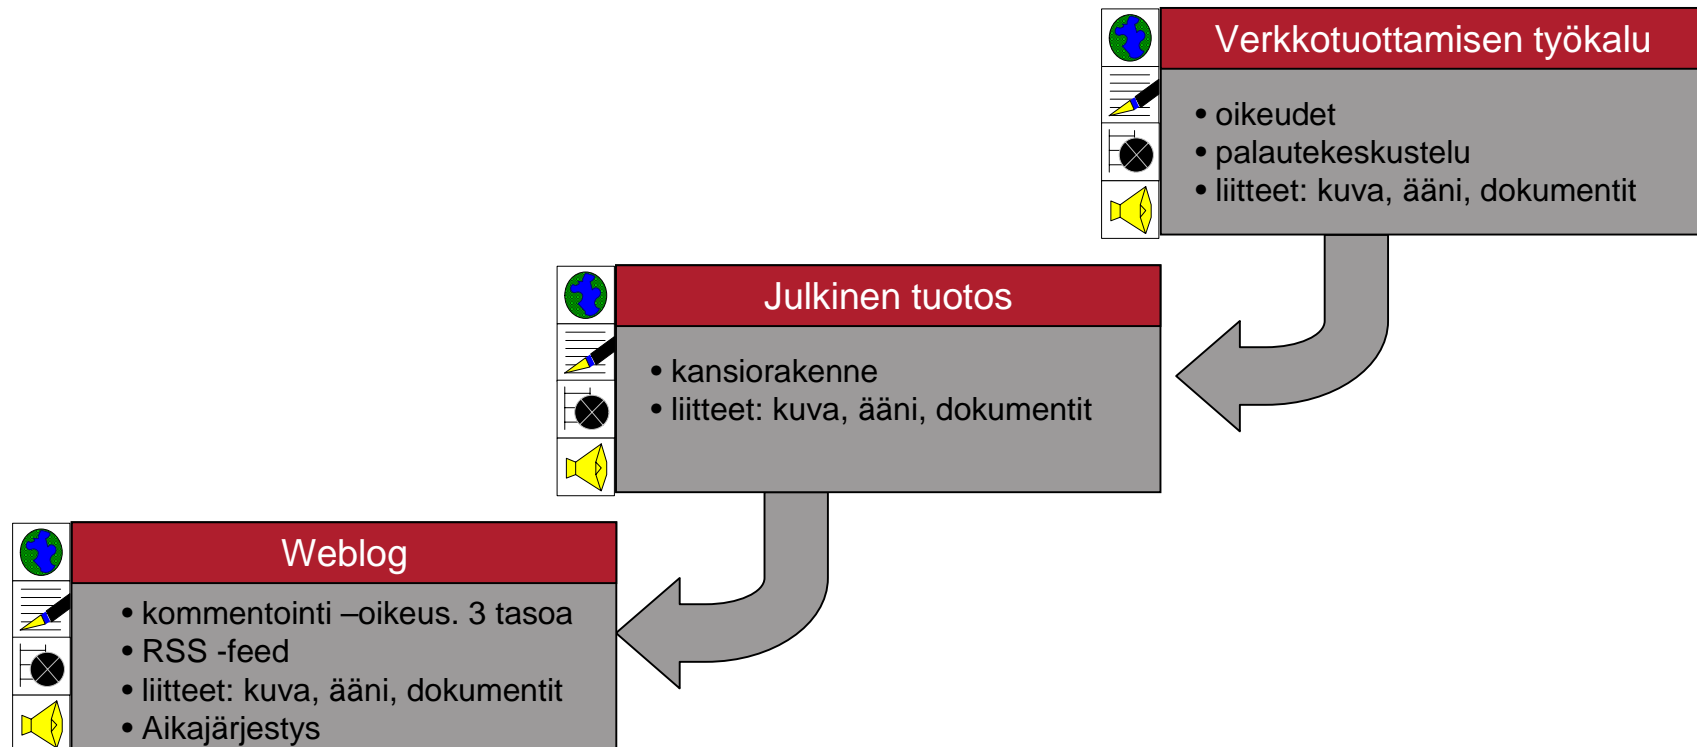 Verkkotuottamisen työkalu
• oikeudet
• palautekeskustelu
• liitteet: kuva, ääni, dokumentit
Julkinen tuotos
• kansiorakenne
• liitteet: kuva, ääni, dokumentit
Weblog
• kommentointi –oikeus. 3 tasoa
• RSS -feed
• liitteet: kuva, ääni, dokumentit
• Aikajärjestys